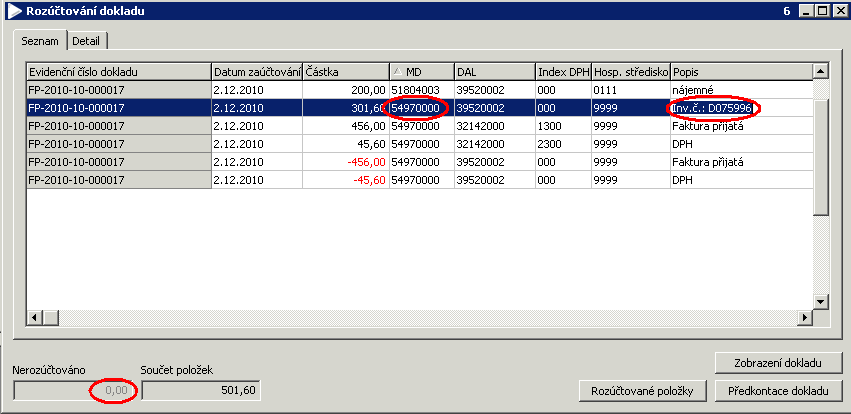 Rozúčtování dokladu 6
Seznam Detail
Evidenční číslo dokladu Datum zaúčtování Částka MD DAL Index DPH Hosp. středisko Popis
FP-2010-10-000017 2.12.2010 200,00 51804003 39520002 000 0111 nájemné
FP-2010-10-000017 2.12.2010 301,60 54970000 39520002 000 9999 Inv.č.: D075996
FP-2010-10-000017 2.12.2010 456,00 54970000 32142000 1300 9999 Faktura přijatá
FP-2010-10-000017 2.12.2010 45,60 54970000 32142000 2300 9999 DPH
FP-2010-10-000017 2.12.2010 -456,00 54970000 39520002 000 9999 Faktura přijatá
FP-2010-10-000017 2.12.2010 -45,60 54970000 39520002 000 9999 DPH
Zobrazení dokladu
Nerozúčtováno Součet položek
0,00 501,60
Rozúčtované položky Předkontace dokladu